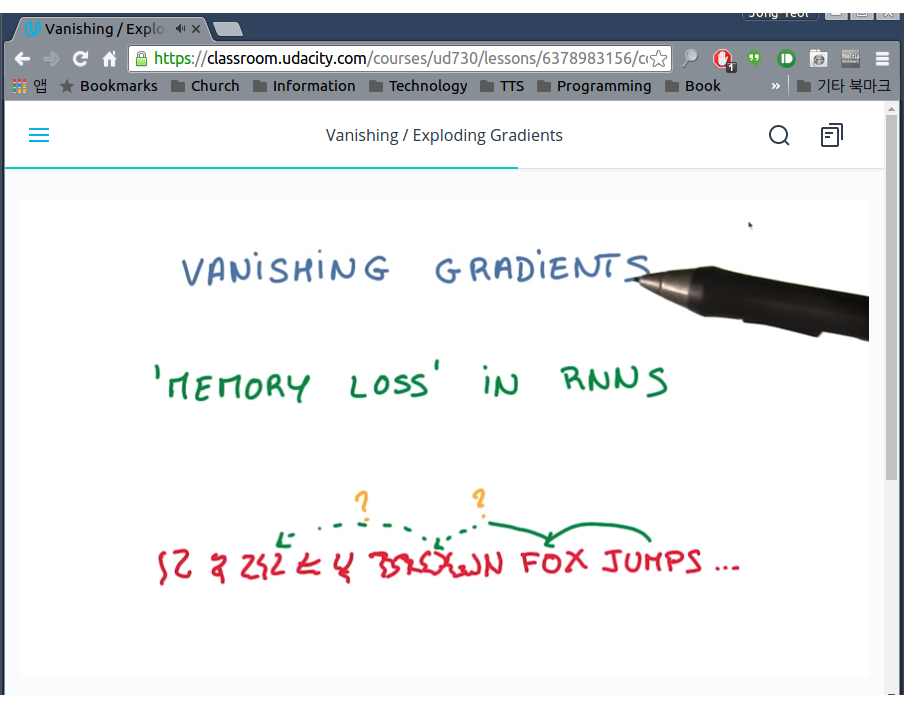 Vanishing / Explo
Jong Yeol
https://classroom.udacity.com/courses/ud730/lessons/6378983156/c
1
앱 Bookmarks Church Information Technology TTS Programming Book » 기타 북마크
Vanishing / Exploding Gradients
VANiSHiNG GRADiENTS
'MEMORY LOSS' iN RNNS
? ?
FOX JUMPS ...